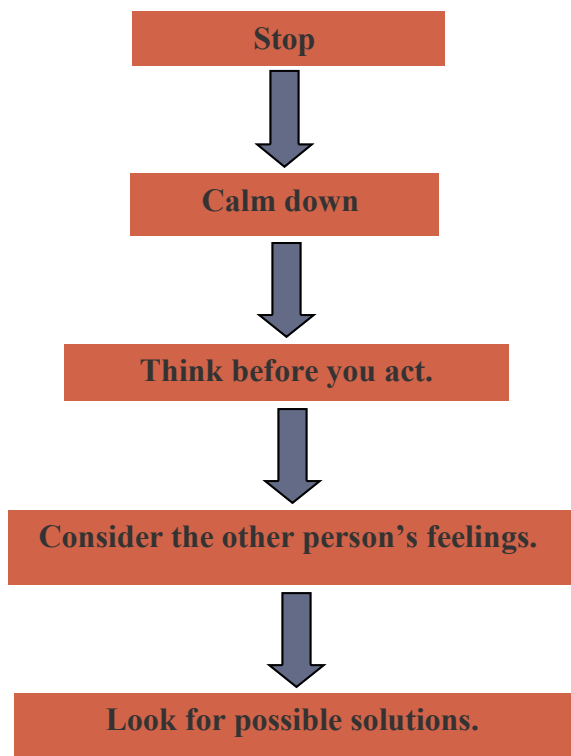 Stop
Calm down
Think before you act.
Consider the other person’s feelings.
Look for possible solutions.